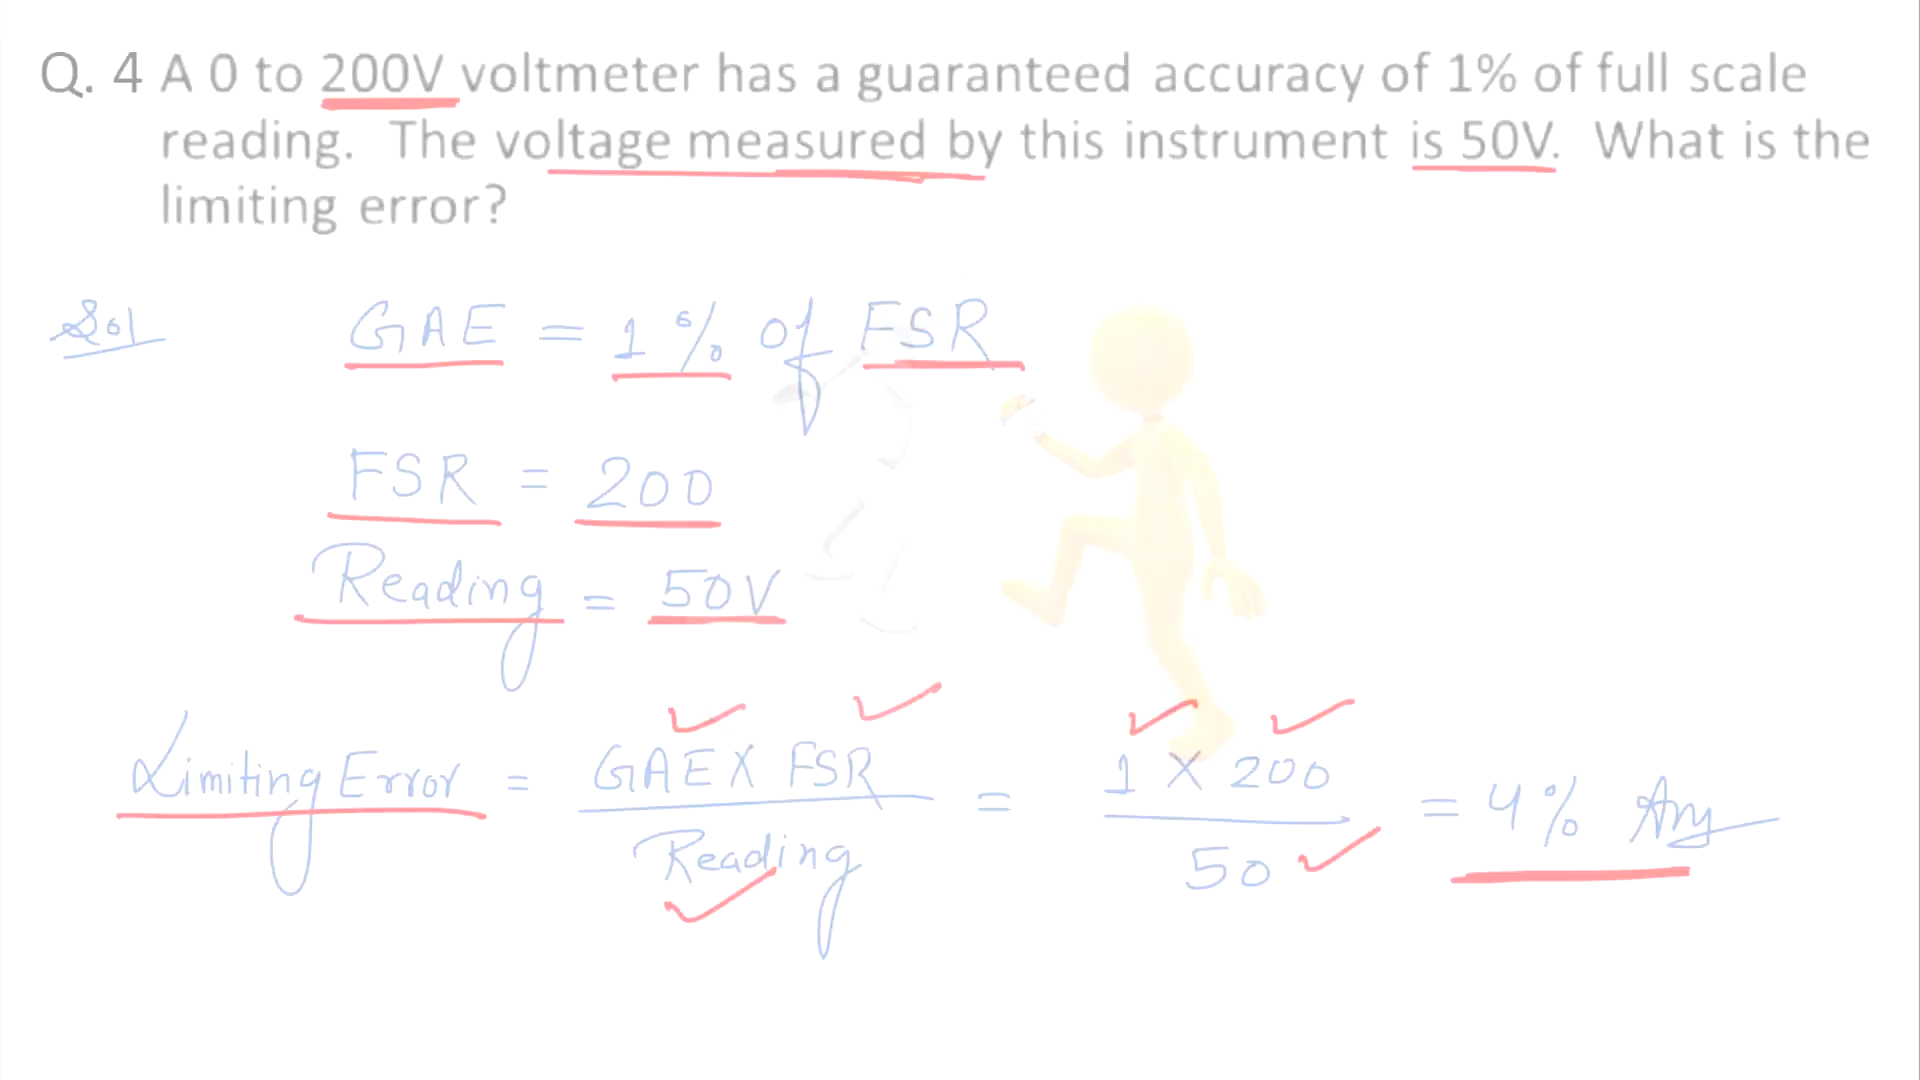 Q. 4 A 0 to 200V voltmeter has a guaranteed accuracy of 1% of full scale
reading. The voltage measured by this instrument is 50V. What is the
limiting error?
Sol
GAE = 1% of FSR
FSR = 200
Reading = 50V
Limiting Error = GAE X FSR / Reading = 1 X 200 / 50 = 4% Ans